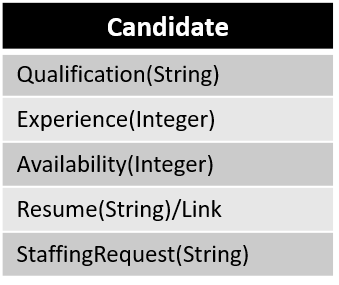 Candidate
Qualification(String)
Experience(Integer)
Availability(Integer)
Resume(String)/Link
StaffingRequest(String)